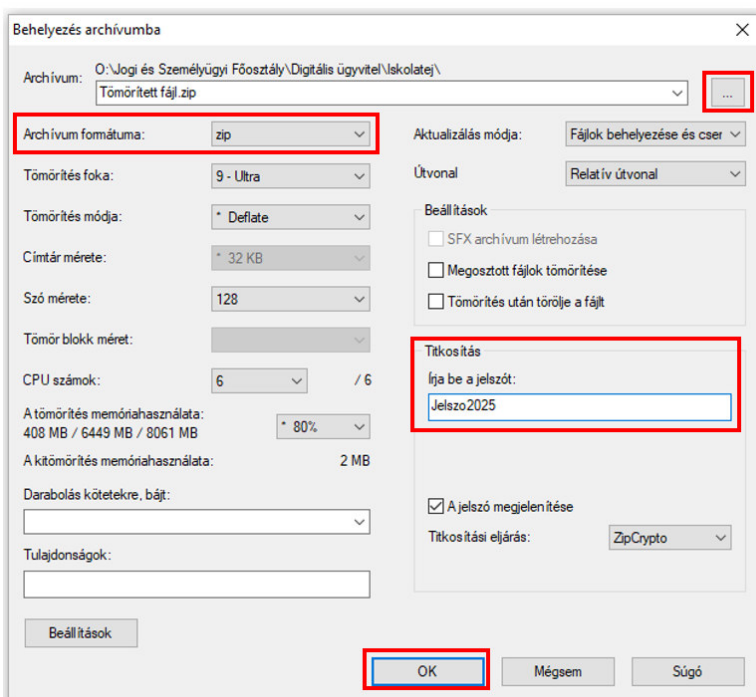 Behelyezés archívumba
Archívum:
O:\Jogi és Személyügyi Főosztály\Digitális ügyvitel\Iskolatej\
Tömörített fájl.zip
...
Archívum formátuma:
zip
Tömörítés foka:
9 - Ultra
Tömörítés módja:
* Deflate
Címtár mérete:
* 32 KB
Szó mérete:
128
Tömör blokk méret:
CPU számok:
6
/ 6
A tömörítés memóriahasználata:
408 MB / 6449 MB / 8061 MB
* 80%
A kitömörítés memóriahasználata:
2 MB
Darabolás kötetekre, bájt:
Tulajdonságok:
Beállítások
Aktualizálás módja:
Fájlok behelyezése és cser
Útvonal
Relatív útvonal
Beállítások
SFX archívum létrehozása
Megosztott fájlok tömörítése
Tömörítés után törölje a fájlt
Titkosítás
Írja be a jelszót:
Jelszo2025
A jelszó megjelenítése
Titkosítási eljárás:
ZipCrypto
OK
Mégsem
Súgó